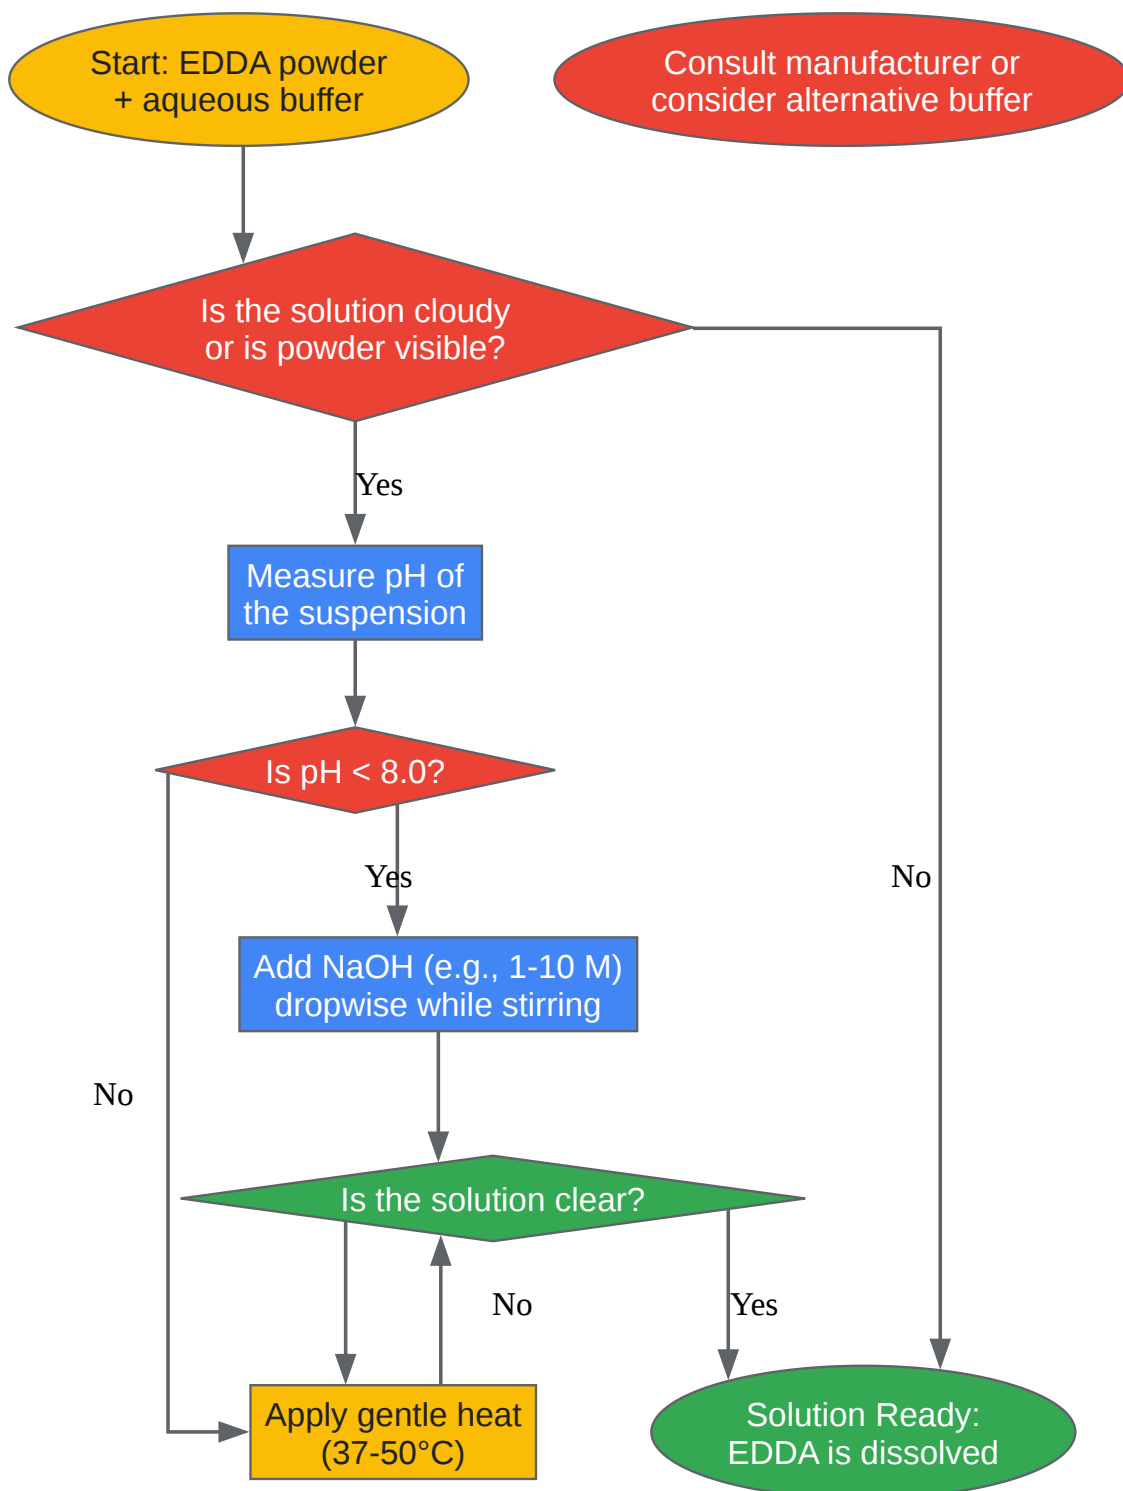 Start: EDDA powder
+ aqueous buffer
Consult manufacturer or
consider alternative buffer
Is the solution cloudy
or is powder visible?
Yes
Measure pH of
the suspension
Is pH < 8.0?
Yes
No
Add NaOH (e.g., 1-10 M)
dropwise while stirring
No
Is the solution clear?
No
Yes
Apply gentle heat
(37-50°C)
Solution Ready:
EDDA is dissolved